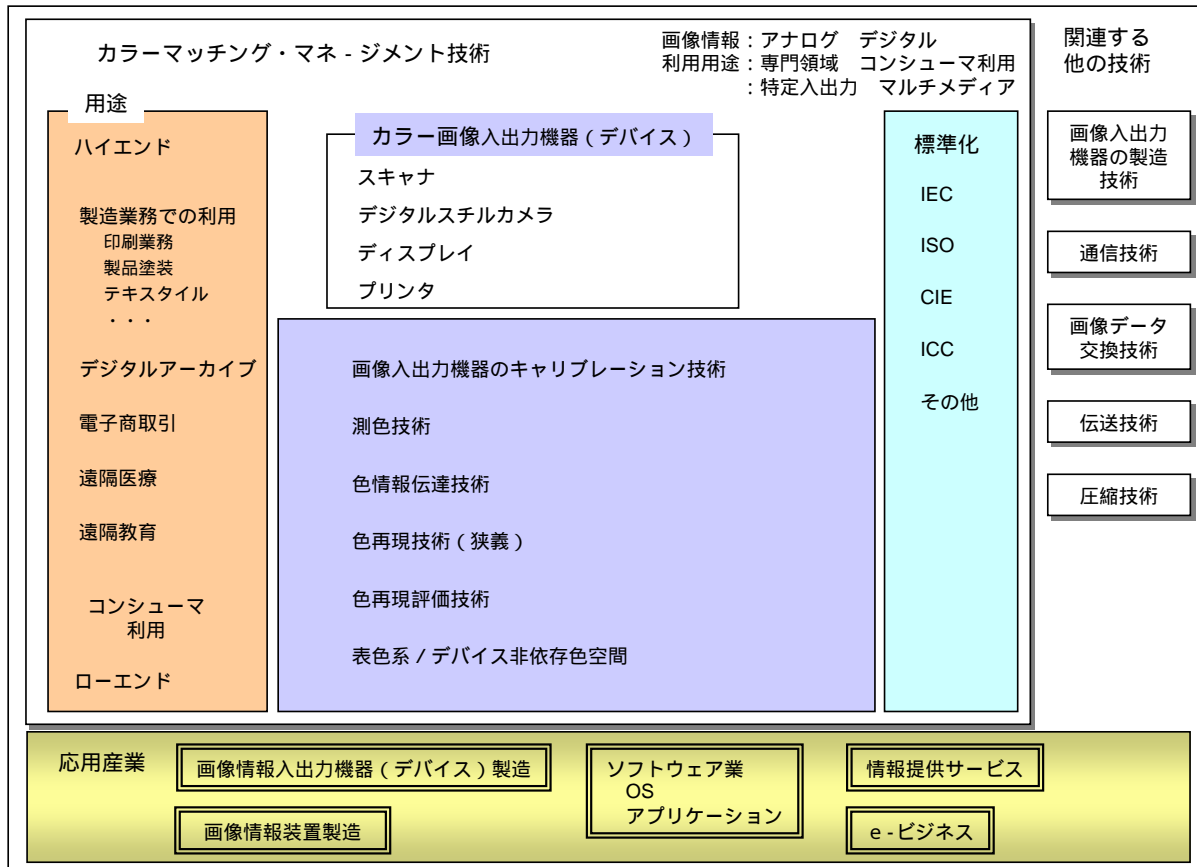 カラーマッチング・マネ - ジメント技術
画像情報：アナログ　デジタル
利用用途：専門領域　コンシューマ利用
：特定入出力　マルチメディア
関連する
他の技術
用途
ハイエンド
製造業務での利用
印刷業務
製品塗装
テキスタイル
・・・
デジタルアーカイブ
電子商取引
遠隔医療
遠隔教育
コンシューマ
利用
ローエンド
カラー画像入出力機器（デバイス）
スキャナ
デジタルスチルカメラ
ディスプレイ
プリンタ
画像入出力機器のキャリブレーション技術
測色技術
色情報伝達技術
色再現技術（狭義）
色再現評価技術
表色系 / デバイス非依存色空間
標準化
IEC
ISO
CIE
ICC
その他
画像入出力
機器の製造
技術
通信技術
画像データ
交換技術
伝送技術
圧縮技術
応用産業
画像情報入出力機器（デバイス）製造
画像情報装置製造
ソフトウェア業
OS
アプリケーション
情報提供サービス
e -ビジネス